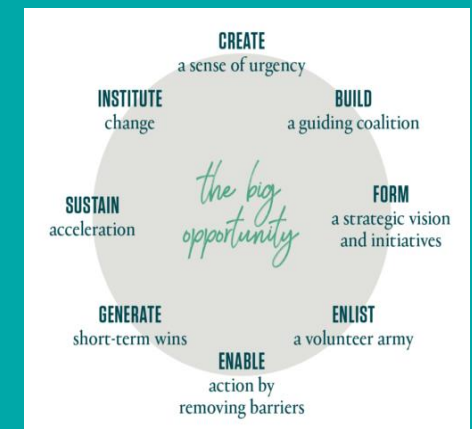 CREATE
a sense of urgency
BUILD
a guiding coalition
FORM
a strategic vision
and initiatives
ENLIST
a volunteer army
ENABLE
action by
removing barriers
GENERATE
short-term wins
SUSTAIN
acceleration
INSTITUTE
change
the big
opportunity